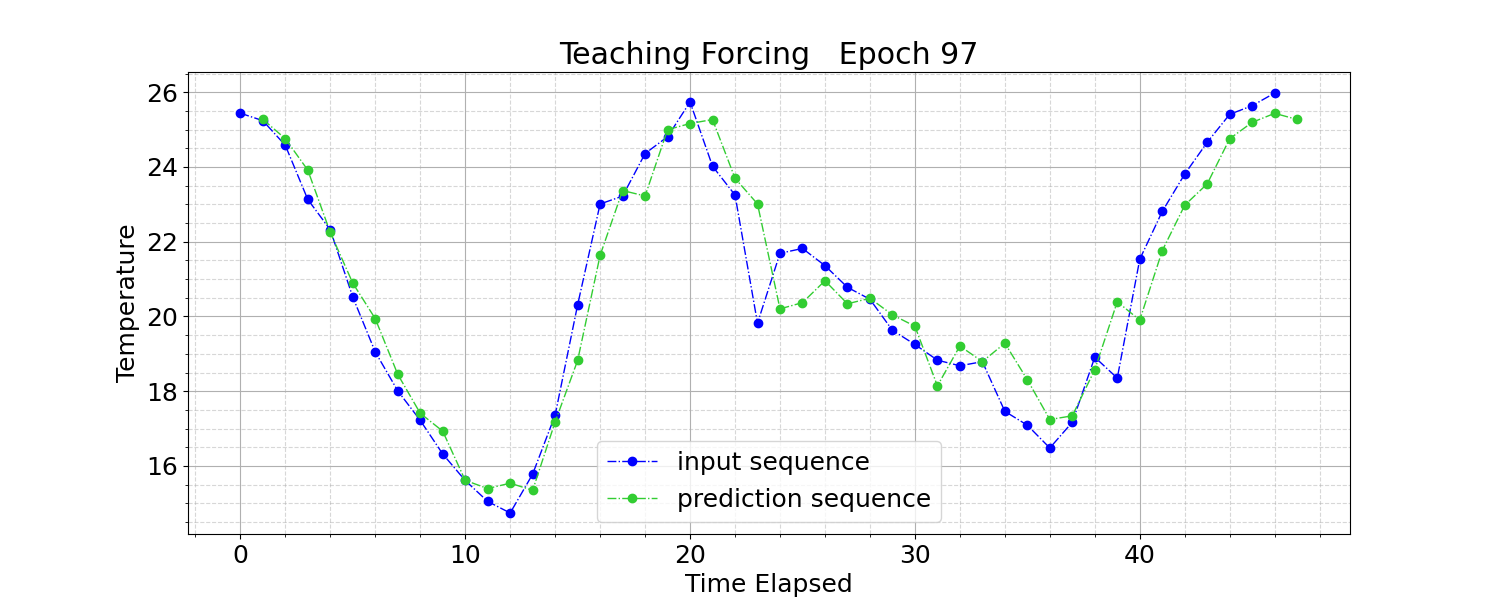 Teaching Forcing   Epoch 97
26
24
22
20
18
16
Temperature
input sequence
prediction sequence
0 10 20 30 40
Time Elapsed